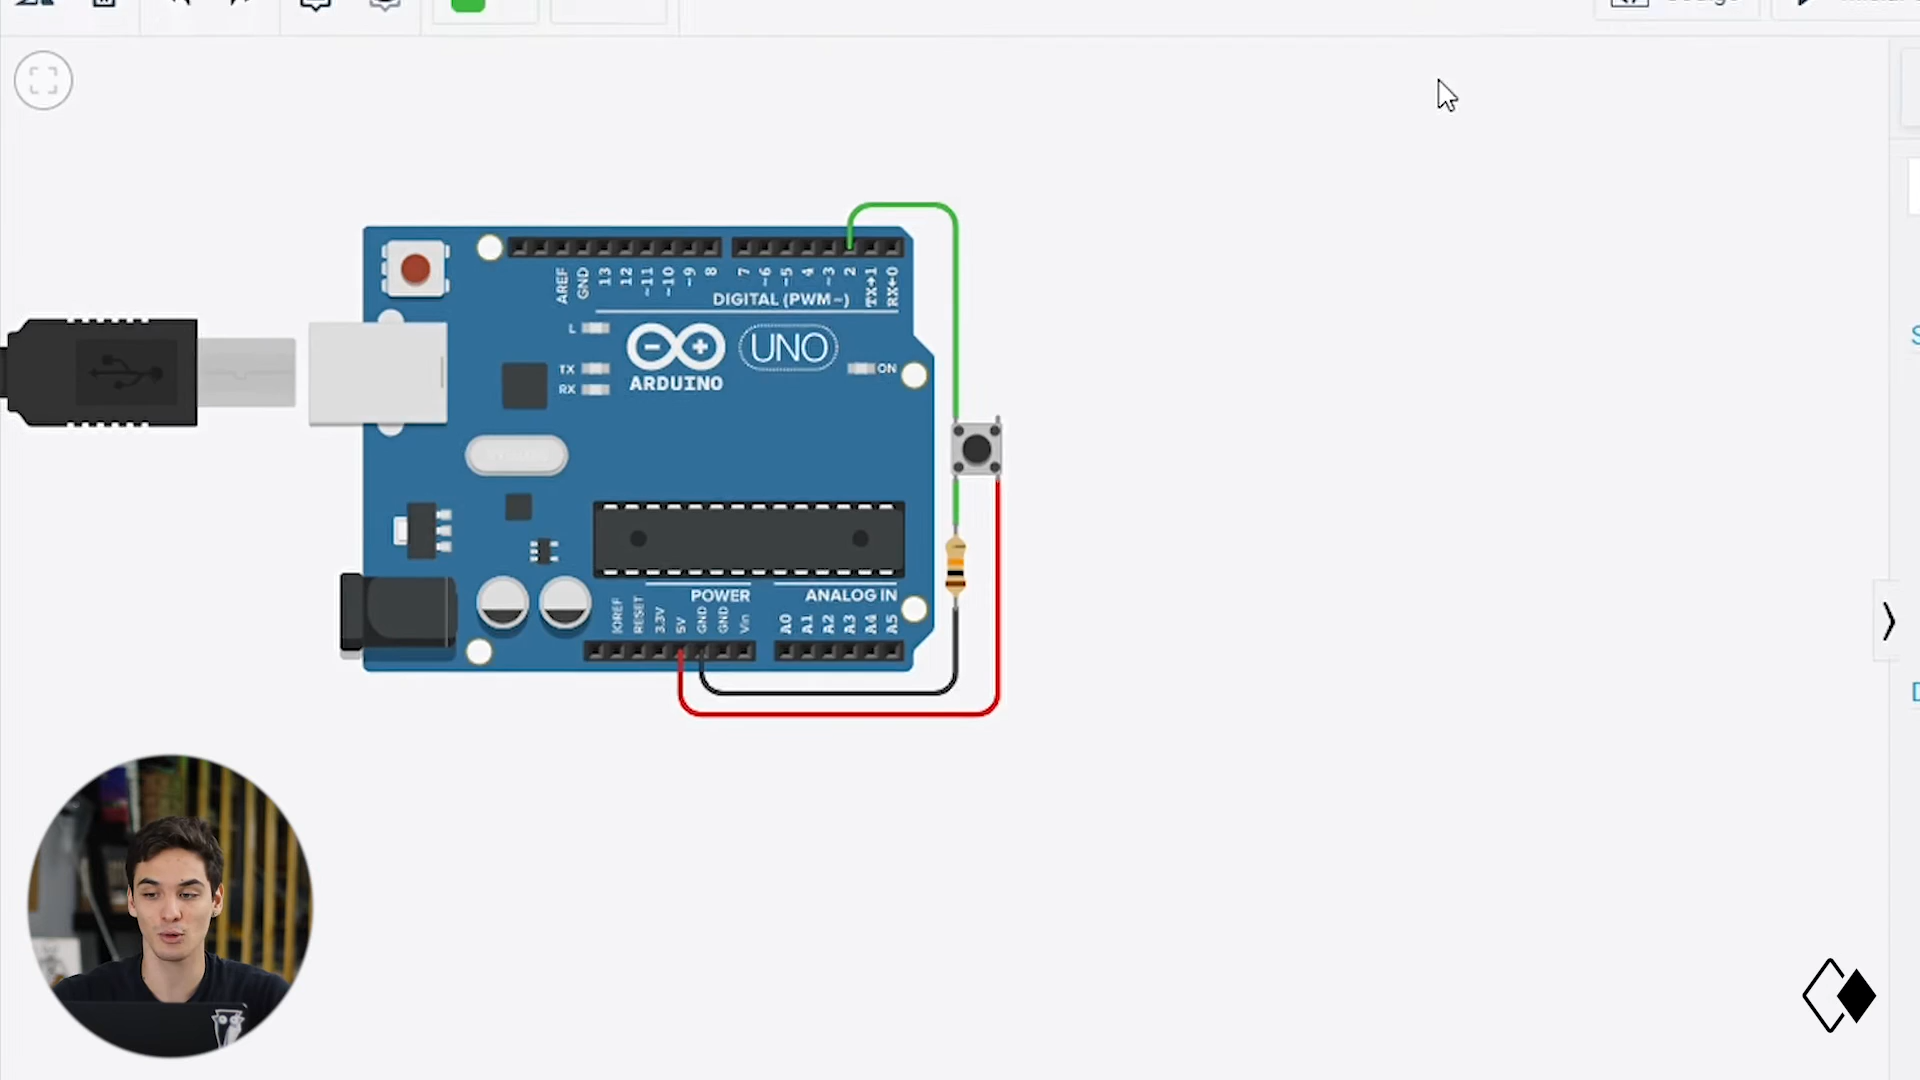 AREF
GND
13
12
~11
~10
~9
8
7
~6
~5
4
~3
2
TX→1
RX←0
DIGITAL (PWM~)
L
TX
RX
ARDUINO
UNO
ON
POWER
ANALOG IN
IOREF
RESET
3.3V
5V
GND
GND
Vin
A0
A1
A2
A3
A4
A5